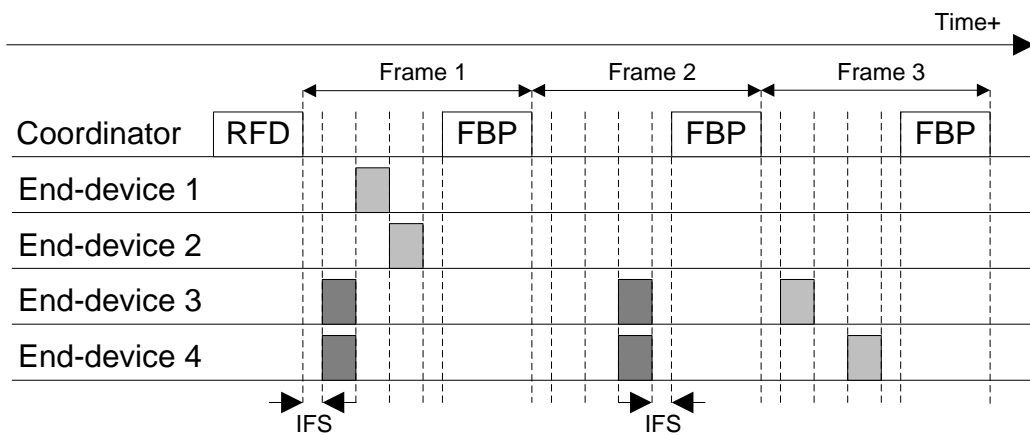 Time+
Frame 1 Frame 2 Frame 3
Coordinator RFD FBP FBP FBP
End-device 1
End-device 2
End-device 3
End-device 4
IFS IFS